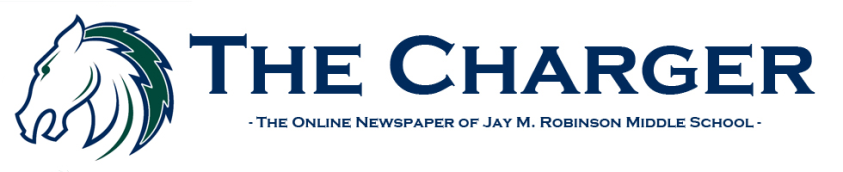 THE CHARGER
- THE ONLINE NEWSPAPER OF JAY M. ROBINSON MIDDLE SCHOOL -